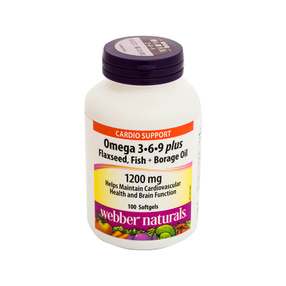 CARDIO SUPPORT
Omega 3•6•9 plus
Flaxseed, Fish + Borage Oil
1200 mg
Helps Maintain Cardiovascular
Health and Brain Function
100 Softgels
webber naturals